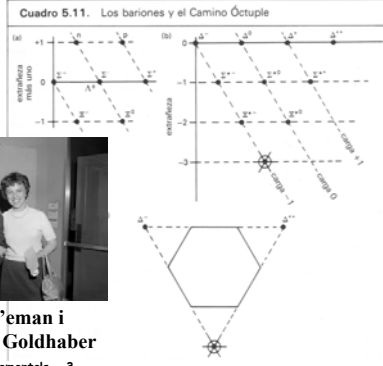 Cuadro 5.11. Los bariones y el Camino Óctuple
(a)
+1
n
p
extrañeza
más uno
0
Σ⁻
Σ
Σ⁺
Λ⁰
−1
Ξ⁻
Ξ⁰
(b)
0
Δ⁻
Δ⁰
Δ⁺
Δ⁺⁺
extrañeza
−1
Σ*⁻
Σ*⁰
Σ*⁺
−2
Ξ*⁻
Ξ*⁰
−3
carga −1
carga 0
carga +1
Δ⁻
Δ⁺⁺
’eman i
Goldhaber
3